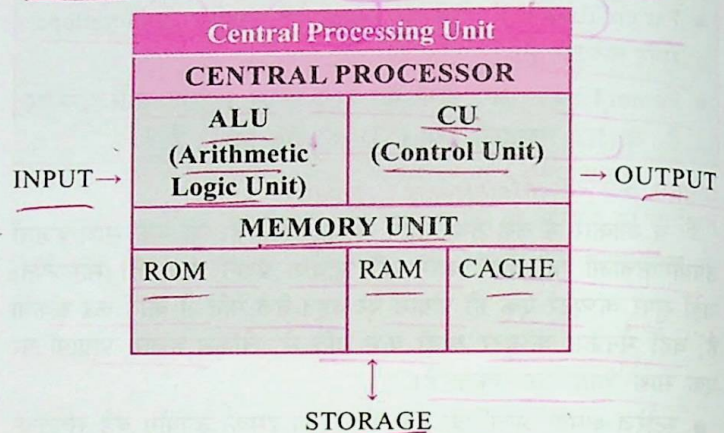 Central Processing Unit
CENTRAL PROCESSOR
ALU
(Arithmetic
Logic Unit)
CU
(Control Unit)
INPUT→
→ OUTPUT
MEMORY UNIT
ROM
RAM
CACHE
STORAGE